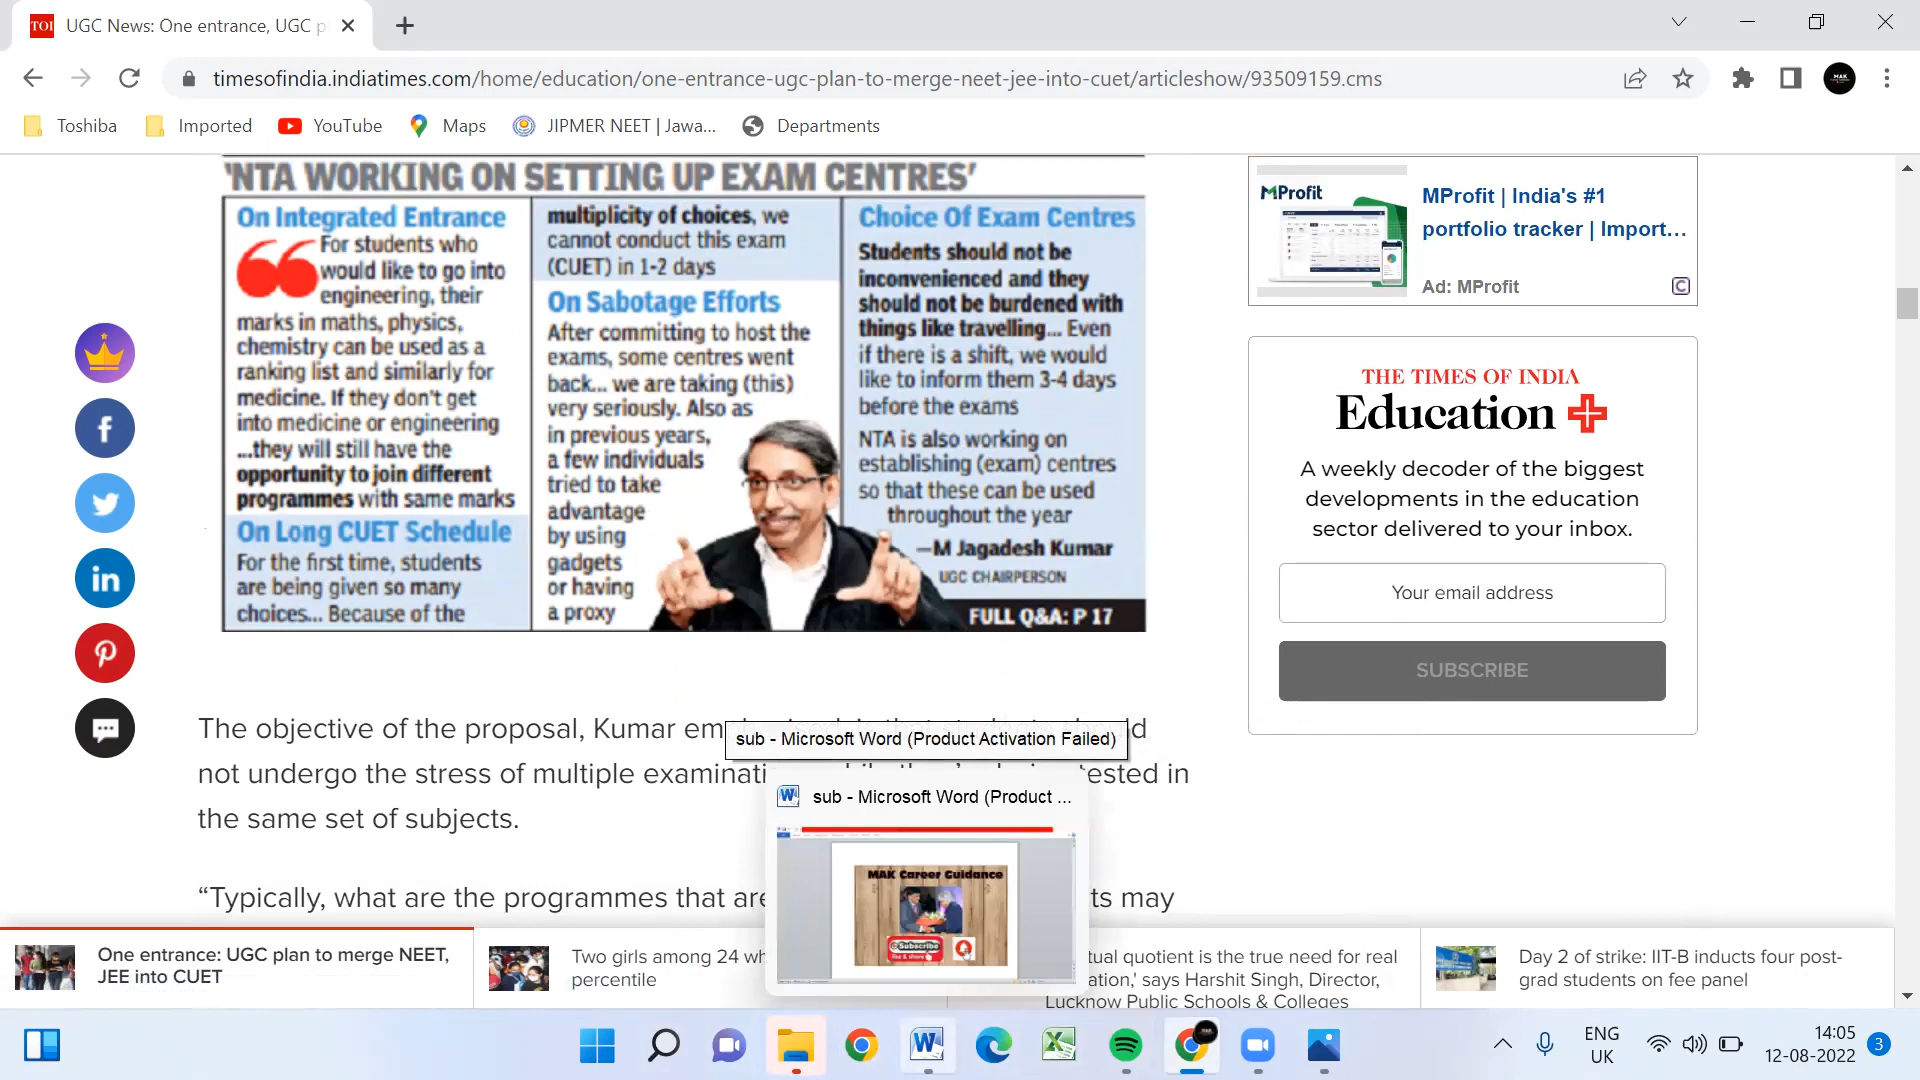 TOI UGC News: One entrance, UGC p
timesofindia.indiatimes.com/home/education/one-entrance-ugc-plan-to-merge-neet-jee-into-cuet/articleshow/93509159.cms
MAK
Toshiba Imported YouTube Maps JIPMER NEET | Jawa... Departments
'NTA WORKING ON SETTING UP EXAM CENTRES'
On Integrated Entrance
For students who
would like to go into
engineering, their
marks in maths, physics,
chemistry can be used as a
ranking list and similarly for
medicine. If they don't get
into medicine or engineering
...they will still have the
opportunity to join different
programmes with same marks
On Long CUET Schedule
For the first time, students
are being given so many
choices... Because of the
multiplicity of choices, we
cannot conduct this exam
(CUET) in 1-2 days
On Sabotage Efforts
After committing to host the
exams, some centres went
back... we are taking (this)
very seriously. Also as
in previous years,
a few individuals
tried to take
advantage
by using
gadgets
or having
a proxy
Choice Of Exam Centres
Students should not be
inconvenienced and they
should not be burdened with
things like travelling... Even
if there is a shift, we would
like to inform them 3-4 days
before the exams
NTA is also working on
establishing (exam) centres
so that these can be used
throughout the year
—M Jagadesh Kumar
UGC CHAIRPERSON
FULL Q&A: P 17
MProfit
MProfit | India's #1
portfolio tracker | Import...
Ad: MProfit
THE TIMES OF INDIA
Education
A weekly decoder of the biggest
developments in the education
sector delivered to your inbox.
Your email address
SUBSCRIBE
The objective of the proposal, Kumar em
not undergo the stress of multiple examinati tested in
the same set of subjects.
“Typically, what are the programmes that are ts may
sub - Microsoft Word (Product Activation Failed)
sub - Microsoft Word (Product ...
MAK Career Guidance
Subscribe
like & share
One entrance: UGC plan to merge NEET,
JEE into CUET
Two girls among 24 wh
percentile
tual quotient is the true need for real
ation,' says Harshit Singh, Director,
Lucknow Public Schools & Colleges
Day 2 of strike: IIT-B inducts four post-
grad students on fee panel
ENG
UK
14:05
12-08-2022
3